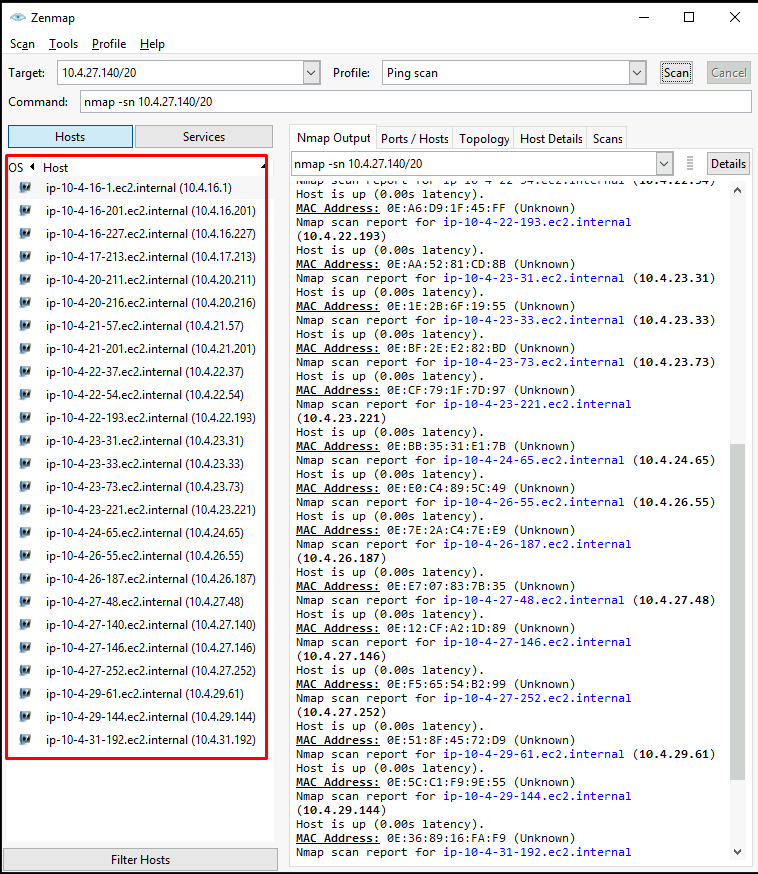 Zenmap
Scan Tools Profile Help
Target: 10.4.27.140/20 Profile: Ping scan Scan Cancel
Command: nmap -sn 10.4.27.140/20
Hosts Services
OS Host
ip-10-4-16-1.ec2.internal (10.4.16.1)
ip-10-4-16-201.ec2.internal (10.4.16.201)
ip-10-4-16-227.ec2.internal (10.4.16.227)
ip-10-4-17-213.ec2.internal (10.4.17.213)
ip-10-4-20-211.ec2.internal (10.4.20.211)
ip-10-4-20-216.ec2.internal (10.4.20.216)
ip-10-4-21-57.ec2.internal (10.4.21.57)
ip-10-4-21-201.ec2.internal (10.4.21.201)
ip-10-4-22-37.ec2.internal (10.4.22.37)
ip-10-4-22-54.ec2.internal (10.4.22.54)
ip-10-4-22-193.ec2.internal (10.4.22.193)
ip-10-4-23-31.ec2.internal (10.4.23.31)
ip-10-4-23-33.ec2.internal (10.4.23.33)
ip-10-4-23-73.ec2.internal (10.4.23.73)
ip-10-4-23-221.ec2.internal (10.4.23.221)
ip-10-4-24-65.ec2.internal (10.4.24.65)
ip-10-4-26-55.ec2.internal (10.4.26.55)
ip-10-4-26-187.ec2.internal (10.4.26.187)
ip-10-4-27-48.ec2.internal (10.4.27.48)
ip-10-4-27-140.ec2.internal (10.4.27.140)
ip-10-4-27-146.ec2.internal (10.4.27.146)
ip-10-4-27-252.ec2.internal (10.4.27.252)
ip-10-4-29-61.ec2.internal (10.4.29.61)
ip-10-4-29-144.ec2.internal (10.4.29.144)
ip-10-4-31-192.ec2.internal (10.4.31.192)
Filter Hosts
Nmap Output Ports / Hosts Topology Host Details Scans
nmap -sn 10.4.27.140/20 Details
Nmap scan report for ip-10-4-22-54.ec2.internal (10.4.22.54)
Host is up (0.00s latency).
MAC Address: 0E:A6:D9:1F:45:FF (Unknown)
Nmap scan report for ip-10-4-22-193.ec2.internal
(10.4.22.193)
Host is up (0.00s latency).
MAC Address: 0E:AA:52:81:CD:8B (Unknown)
Nmap scan report for ip-10-4-23-31.ec2.internal (10.4.23.31)
Host is up (0.00s latency).
MAC Address: 0E:1E:2B:6F:19:55 (Unknown)
Nmap scan report for ip-10-4-23-33.ec2.internal (10.4.23.33)
Host is up (0.00s latency).
MAC Address: 0E:BF:2E:E2:82:BD (Unknown)
Nmap scan report for ip-10-4-23-73.ec2.internal (10.4.23.73)
Host is up (0.00s latency).
MAC Address: 0E:CF:79:1F:7D:97 (Unknown)
Nmap scan report for ip-10-4-23-221.ec2.internal
(10.4.23.221)
Host is up (0.00s latency).
MAC Address: 0E:BB:35:31:E1:7B (Unknown)
Nmap scan report for ip-10-4-24-65.ec2.internal (10.4.24.65)
Host is up (0.00s latency).
MAC Address: 0E:E0:C4:89:5C:49 (Unknown)
Nmap scan report for ip-10-4-26-55.ec2.internal (10.4.26.55)
Host is up (0.00s latency).
MAC Address: 0E:7E:2A:C4:7E:E9 (Unknown)
Nmap scan report for ip-10-4-26-187.ec2.internal
(10.4.26.187)
Host is up (0.00s latency).
MAC Address: 0E:E7:07:83:7B:35 (Unknown)
Nmap scan report for ip-10-4-27-48.ec2.internal (10.4.27.48)
Host is up (0.00s latency).
MAC Address: 0E:12:CF:A2:1D:89 (Unknown)
Nmap scan report for ip-10-4-27-146.ec2.internal
(10.4.27.146)
Host is up (0.00s latency).
MAC Address: 0E:F5:65:54:B2:99 (Unknown)
Nmap scan report for ip-10-4-27-252.ec2.internal
(10.4.27.252)
Host is up (0.00s latency).
MAC Address: 0E:51:8F:45:72:D9 (Unknown)
Nmap scan report for ip-10-4-29-61.ec2.internal (10.4.29.61)
Host is up (0.00s latency).
MAC Address: 0E:5C:C1:F9:9E:55 (Unknown)
Nmap scan report for ip-10-4-29-144.ec2.internal
(10.4.29.144)
Host is up (0.00s latency).
MAC Address: 0E:36:89:16:FA:F9 (Unknown)
Nmap scan report for ip-10-4-31-192.ec2.internal